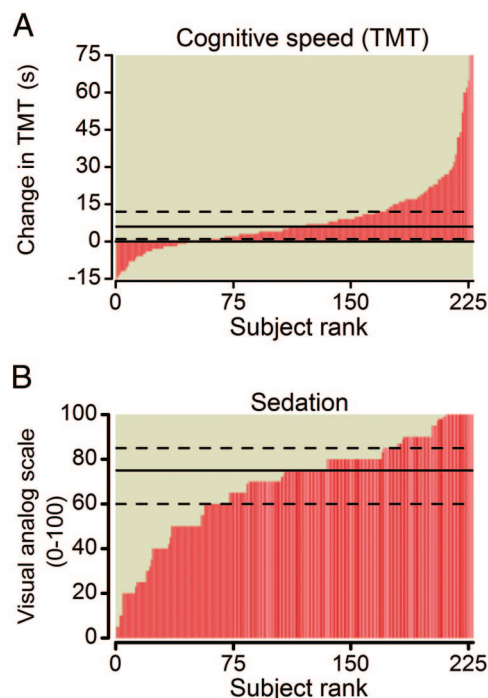 A
Cognitive speed (TMT)
Change in TMT (s)
75
60
45
30
15
0
-15
0 75 150 225
Subject rank
B
Sedation
Visual analog scale
(0-100)
100
80
60
40
20
0
0 75 150 225
Subject rank